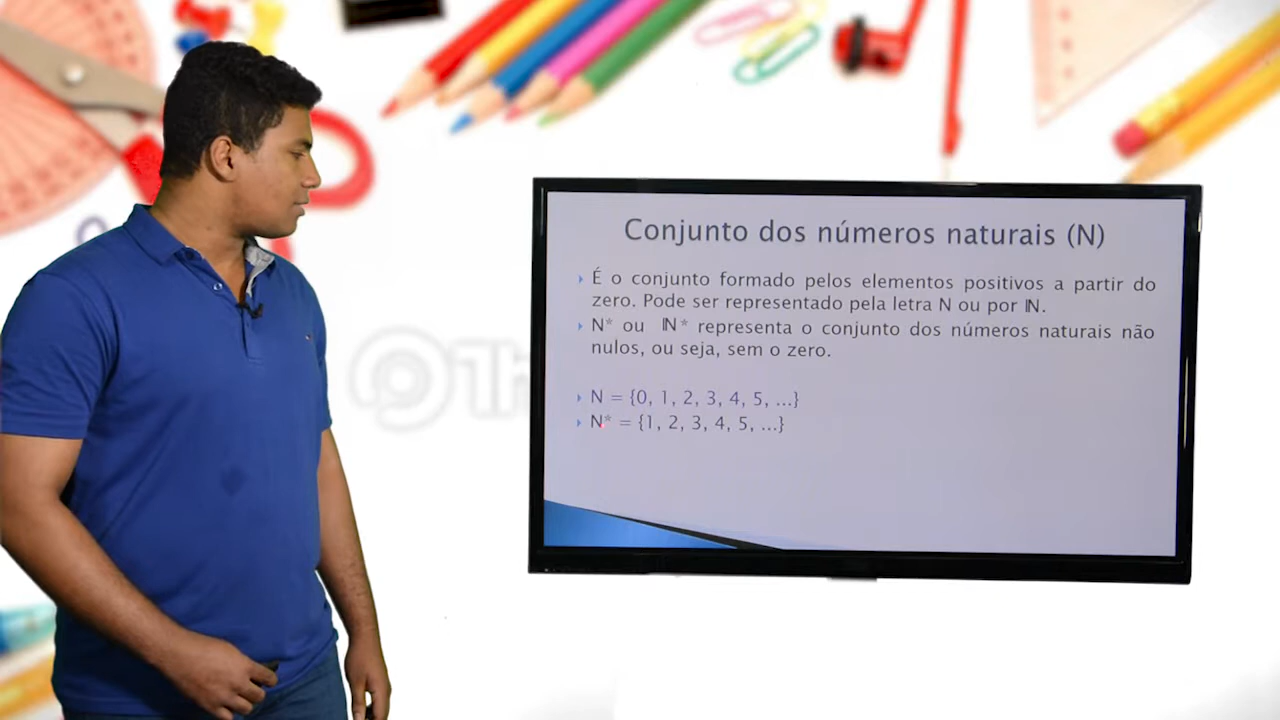 Conjunto dos números naturais (N)
É o conjunto formado pelos elementos positivos a partir do
zero. Pode ser representado pela letra N ou por ℕ.
N* ou ℕ* representa o conjunto dos números naturais não
nulos, ou seja, sem o zero.
N = {0, 1, 2, 3, 4, 5, ...}
N* = {1, 2, 3, 4, 5, ...}